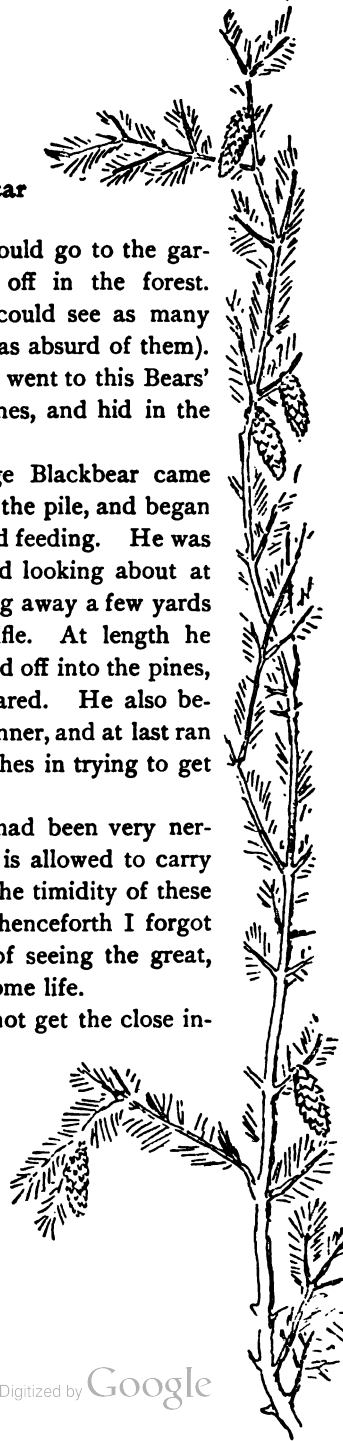 ar
ould go to the gar-
off in the forest.
could see as many
as absurd of them).
went to this Bears'
nes, and hid in the
ge Blackbear came
the pile, and began
d feeding. He was
d looking about at
g away a few yards
fle. At length he
d off into the pines,
ared. He also be-
nner, and at last ran
hes in trying to get
had been very ner-
is allowed to carry
he timidity of these
henceforth I forgot
of seeing the great,
ome life.
not get the close in-
Digitized by Google